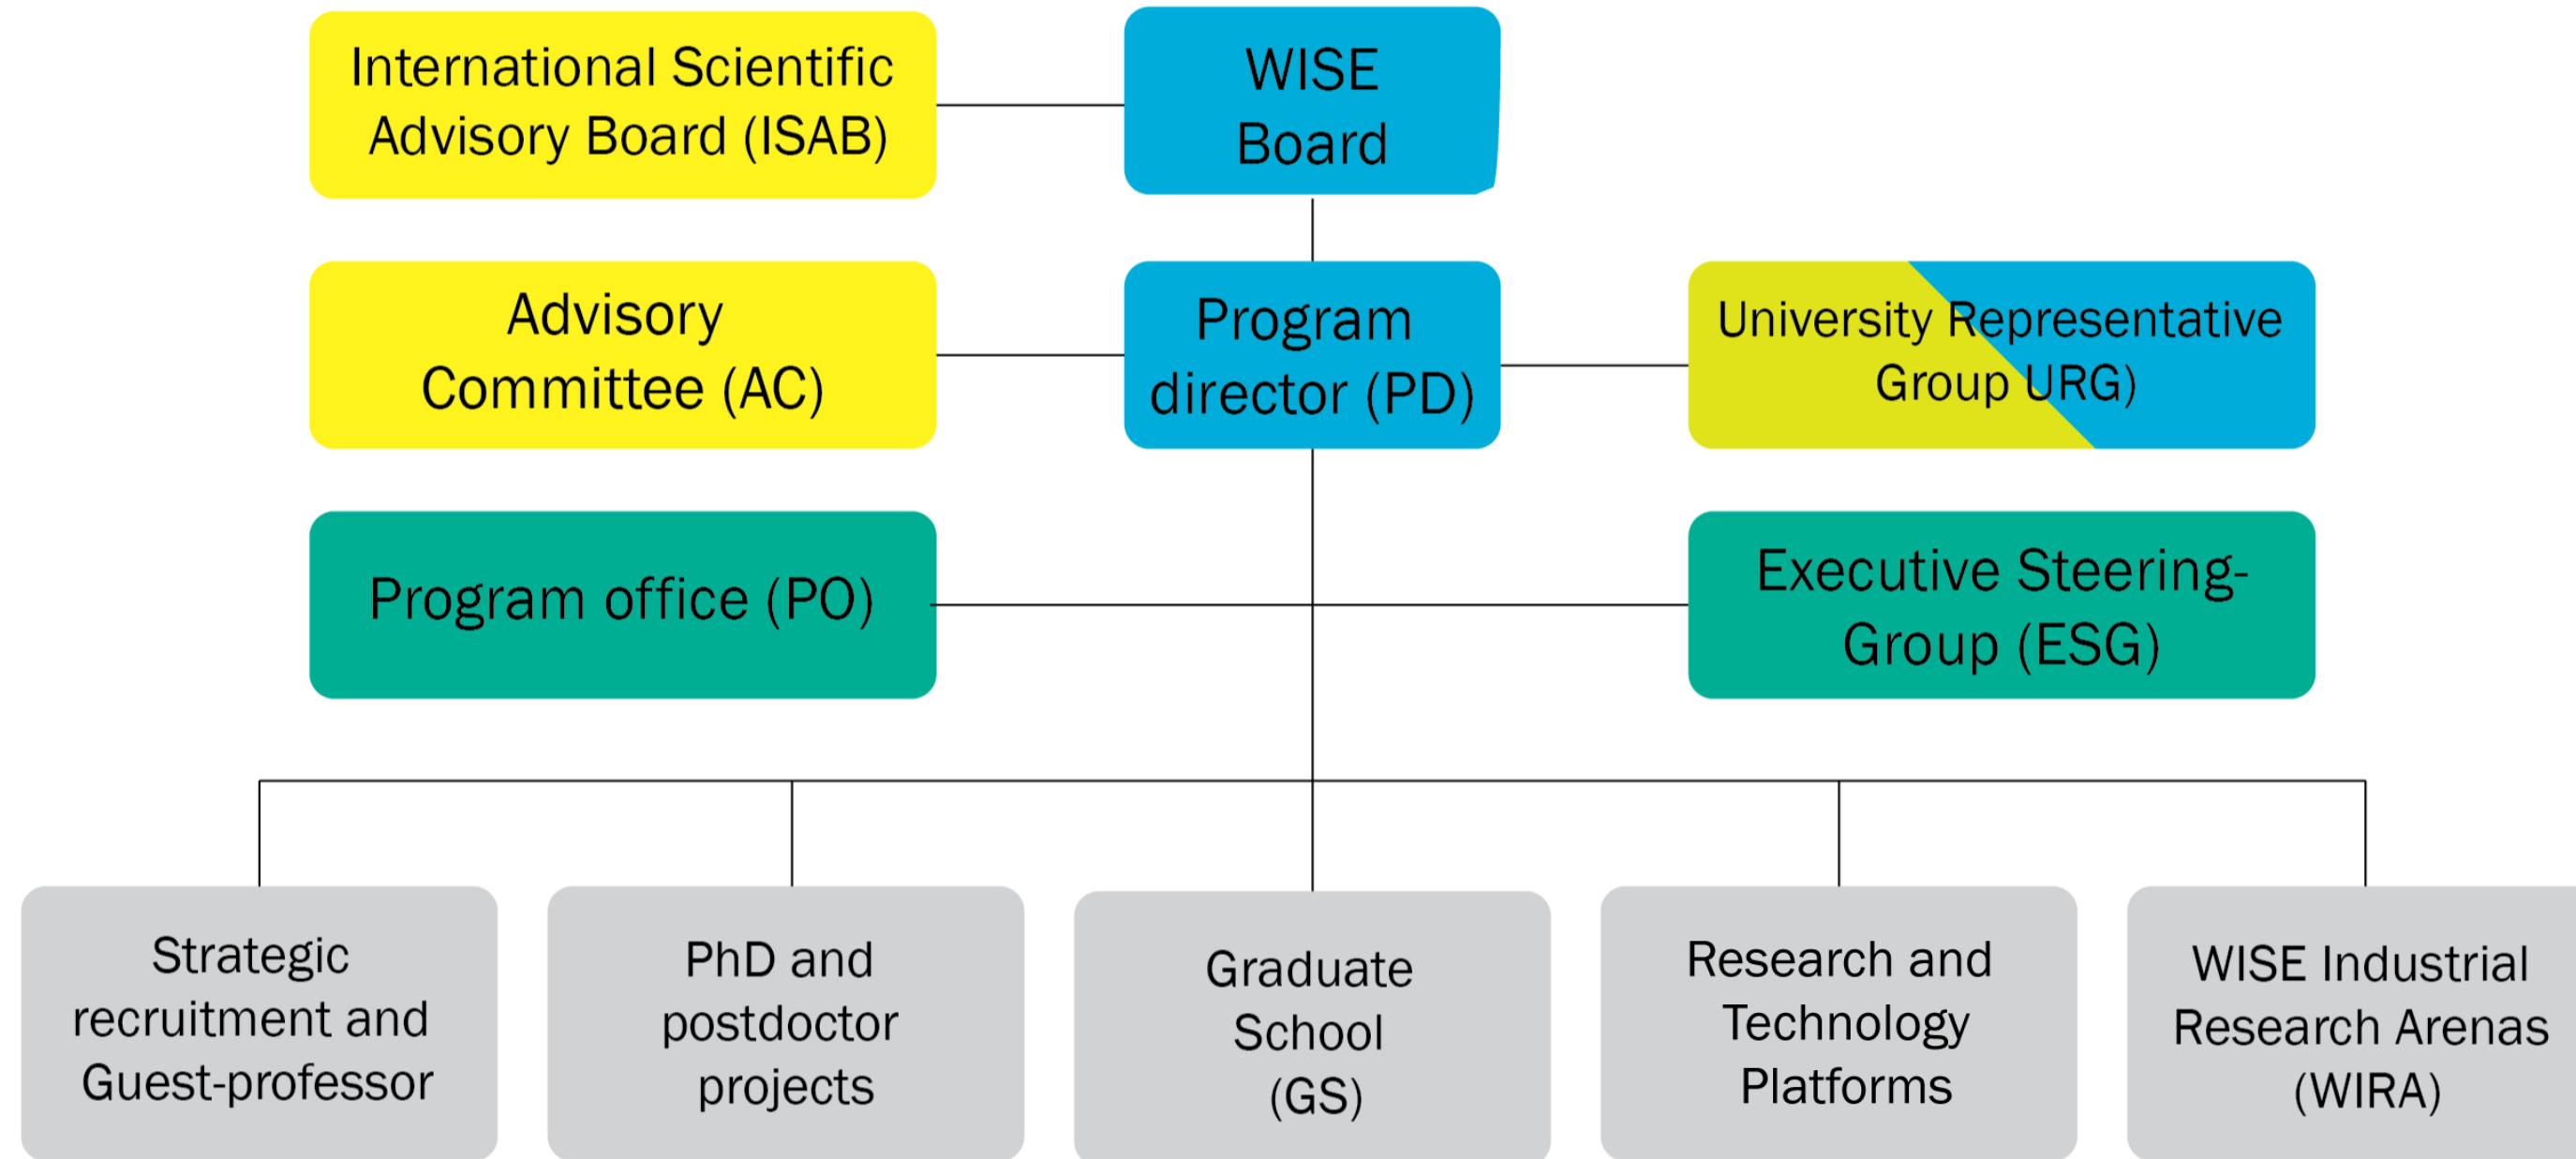 International Scientific
Advisory Board (ISAB)
WISE
Board
Advisory
Committee (AC)
Program
director (PD)
University Representative
Group URG)
Program office (PO)
Executive Steering-
Group (ESG)
Strategic
recruitment and
Guest-professor
PhD and
postdoctor
projects
Graduate
School
(GS)
Research and
Technology
Platforms
WISE Industrial
Research Arenas
(WIRA)